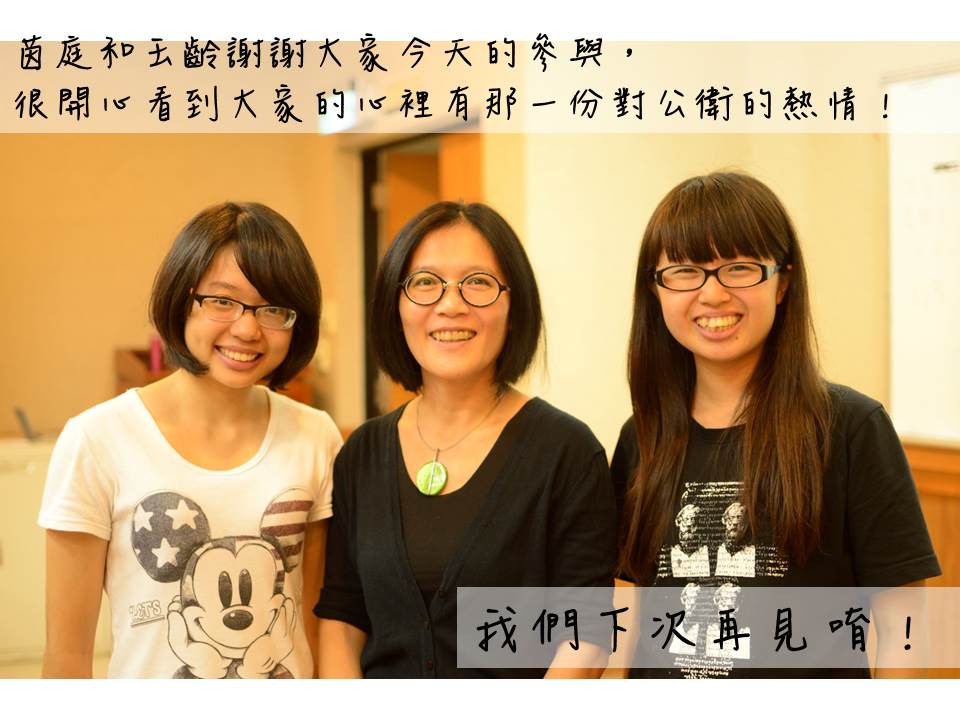 茵庭和玉齡謝謝大家今天的參與，
很開心看到大家的心裡有那一份對公衛的熱情！
LET'S
我們下次再見唷！